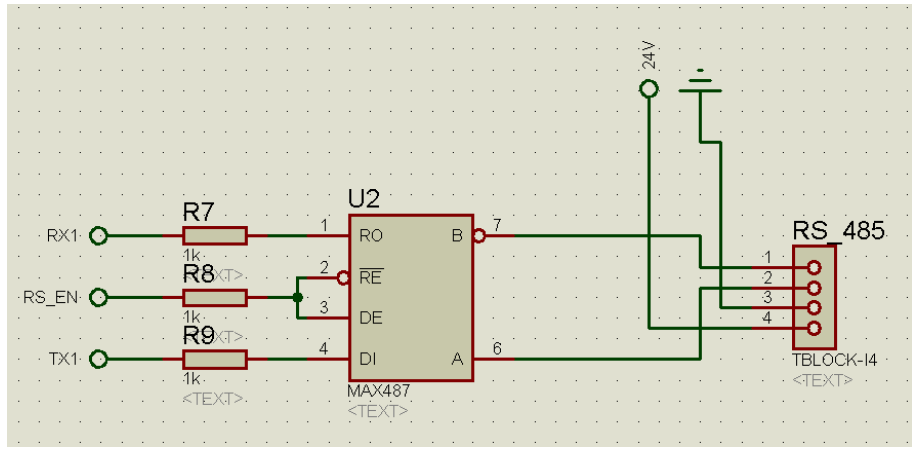 24V
U2
RX1
R7
1k
<TEXT>
1
RO
B
7
RS_485
RS_EN
R8
1k
<TEXT>
2
RE
3
DE
1
2
3
4
TX1
R9
1k
<TEXT>
4
DI
A
6
TBLOCK-I4
<TEXT>
MAX487
<TEXT>